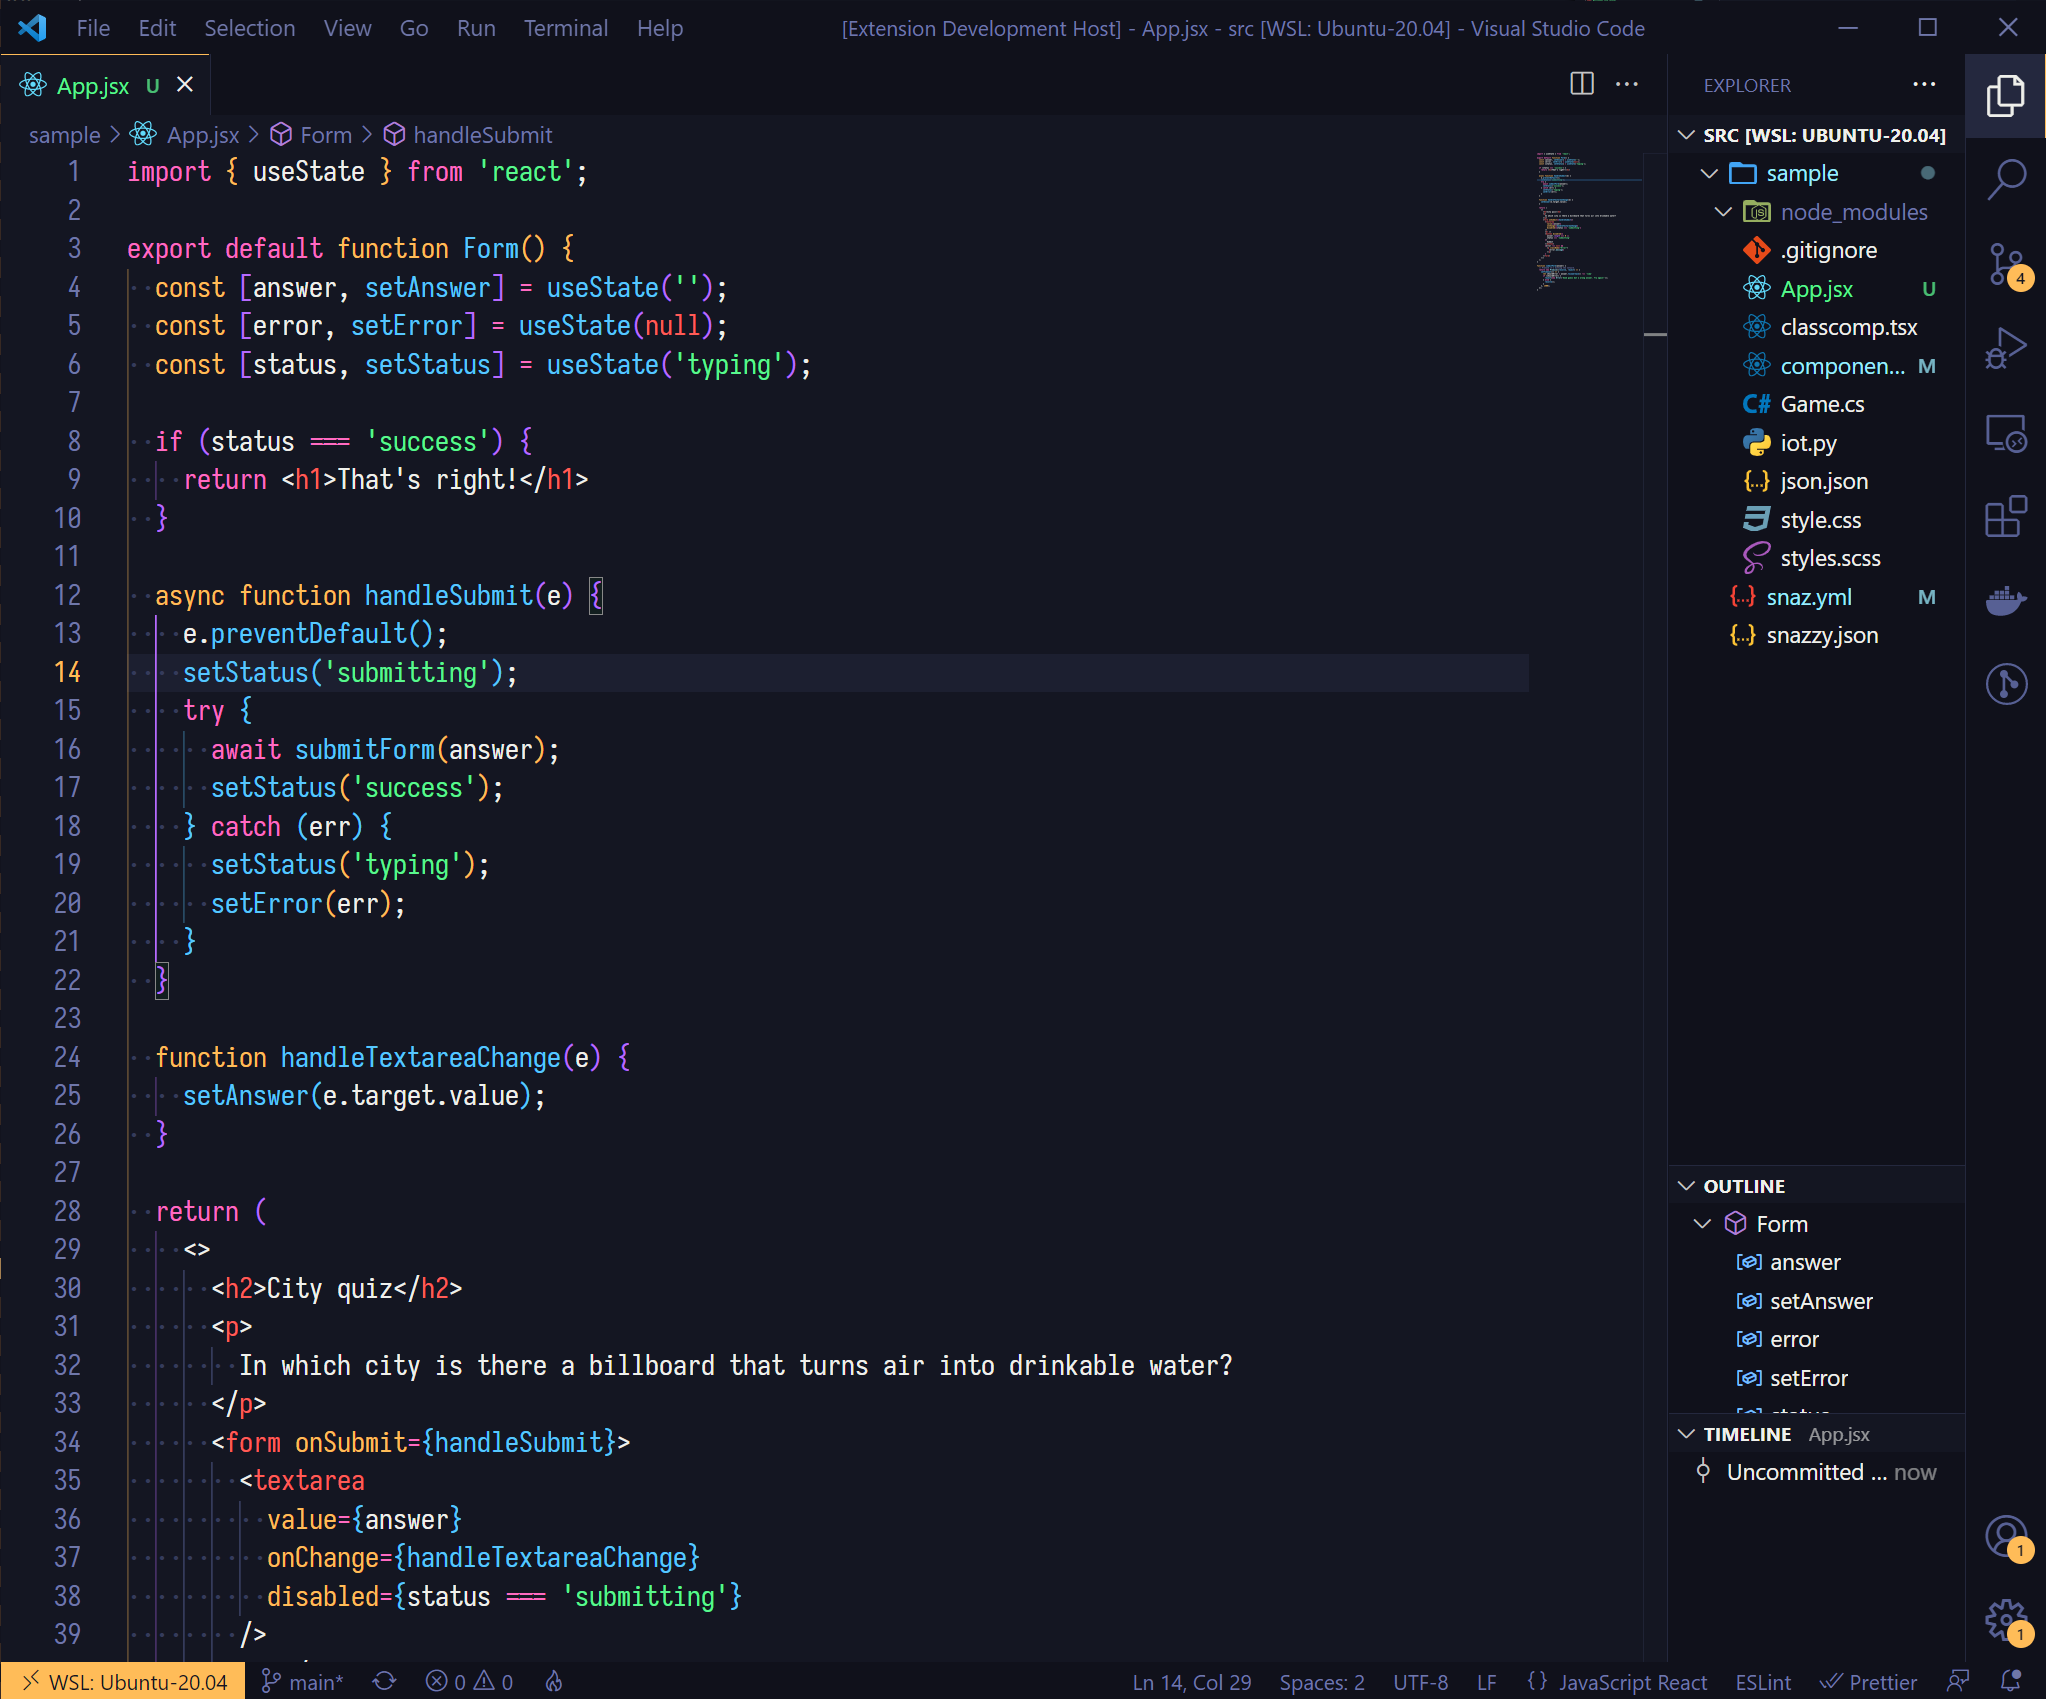 File Edit Selection View Go Run Terminal Help [Extension Development Host] - App.jsx - src [WSL: Ubuntu-20.04] - Visual Studio Code
App.jsx U
sample > App.jsx > Form > handleSubmit
1 import { useState } from 'react';
2
3 export default function Form() {
4 const [answer, setAnswer] = useState('');
5 const [error, setError] = useState(null);
6 const [status, setStatus] = useState('typing');
7
8 if (status === 'success') {
9 return <h1>That's right!</h1>
10 }
11
12 async function handleSubmit(e) {
13 e.preventDefault();
14 setStatus('submitting');
15 try {
16 await submitForm(answer);
17 setStatus('success');
18 } catch (err) {
19 setStatus('typing');
20 setError(err);
21 }
22 }
23
24 function handleTextareaChange(e) {
25 setAnswer(e.target.value);
26 }
27
28 return (
29 <>
30 <h2>City quiz</h2>
31 <p>
32 In which city is there a billboard that turns air into drinkable water?
33 </p>
34 <form onSubmit={handleSubmit}>
35 <textarea
36 value={answer}
37 onChange={handleTextareaChange}
38 disabled={status === 'submitting'}
39 />
EXPLORER
SRC [WSL: UBUNTU-20.04]
sample
node_modules
.gitignore
App.jsx U
classcomp.tsx
componen... M
Game.cs
iot.py
json.json
style.css
styles.scss
snaz.yml M
snazzy.json
OUTLINE
Form
answer
setAnswer
error
setError
TIMELINE App.jsx
Uncommitted ... now
4
1
1
WSL: Ubuntu-20.04 main* 0 0 Ln 14, Col 29 Spaces: 2 UTF-8 LF {} JavaScript React ESLint Prettier